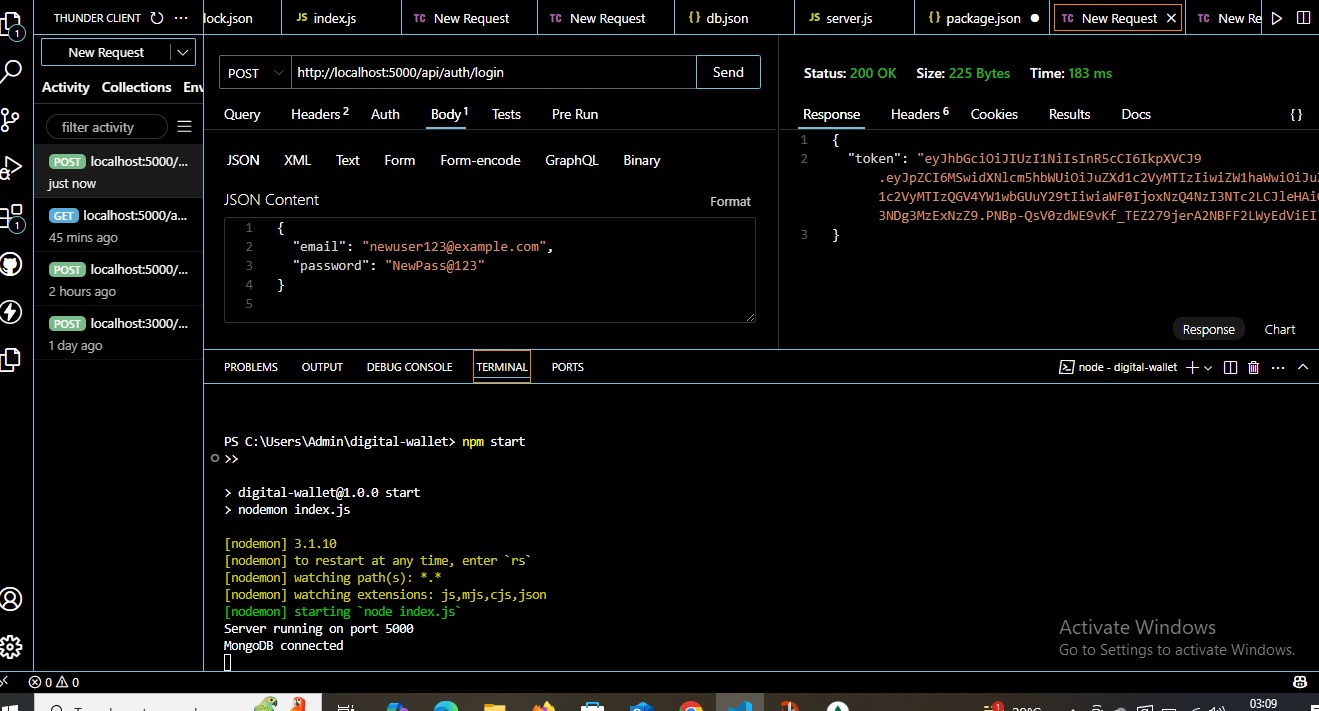 THUNDER CLIENT
lock.json
JS index.js
TC New Request
TC New Request
{} db.json
JS server.js
{} package.json
TC New Request
TC New Re
1
New Request
Activity Collections Env
filter activity
POST localhost:5000/...
just now
GET localhost:5000/a...
45 mins ago
POST localhost:5000/...
2 hours ago
POST localhost:3000/...
1 day ago
1
POST http://localhost:5000/api/auth/login Send
Query Headers 2 Auth Body 1 Tests Pre Run
JSON XML Text Form Form-encode GraphQL Binary
JSON Content Format
1 {
2 "email": "newuser123@example.com",
3 "password": "NewPass@123"
4 }
5
Status: 200 OK Size: 225 Bytes Time: 183 ms
Response Headers 6 Cookies Results Docs {}
1 {
2 "token": "eyJhbGciOiJIUzI1NiIsInR5cCI6IkpXVCJ9
3 }
Response Chart
PROBLEMS OUTPUT DEBUG CONSOLE TERMINAL PORTS
node - digital-wallet
PS C:\Users\Admin\digital-wallet> npm start
>>
> digital-wallet@1.0.0 start
> nodemon index.js
[nodemon] 3.1.10
[nodemon] to restart at any time, enter `rs`
[nodemon] watching path(s): *.*
[nodemon] watching extensions: js,mjs,cjs,json
[nodemon] starting `node index.js`
Server running on port 5000
MongoDB connected
Activate Windows
Go to Settings to activate Windows.
0 0
1
03:09